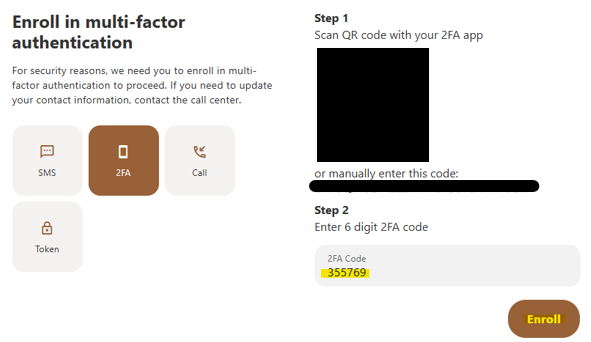 Enroll in multi-factor
authentication
For security reasons, we need you to enroll in multi-
factor authentication to proceed. If you need to update
your contact information, contact the call center.
SMS
2FA
Call
Token
Step 1
Scan QR code with your 2FA app
or manually enter this code:
Step 2
Enter 6 digit 2FA code
2FA Code
355769
Enroll